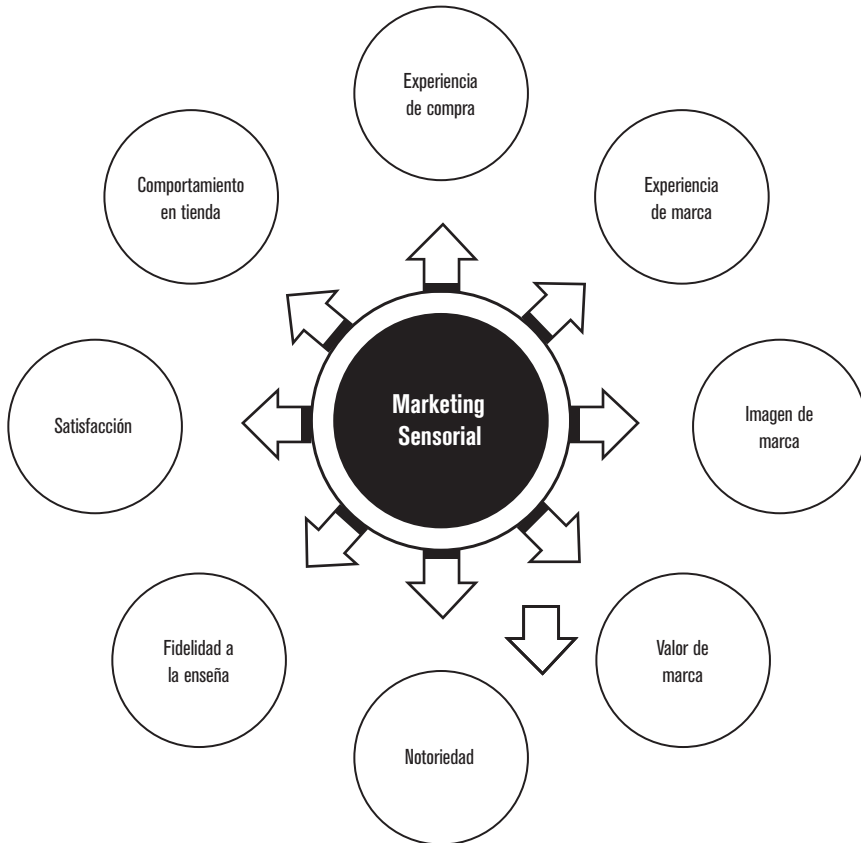 Experiencia
de compra
Comportamiento
en tienda
Experiencia
de marca
Marketing
Sensorial
Satisfacción
Imagen de
marca
Fidelidad a
la enseña
Valor de
marca
Notoriedad